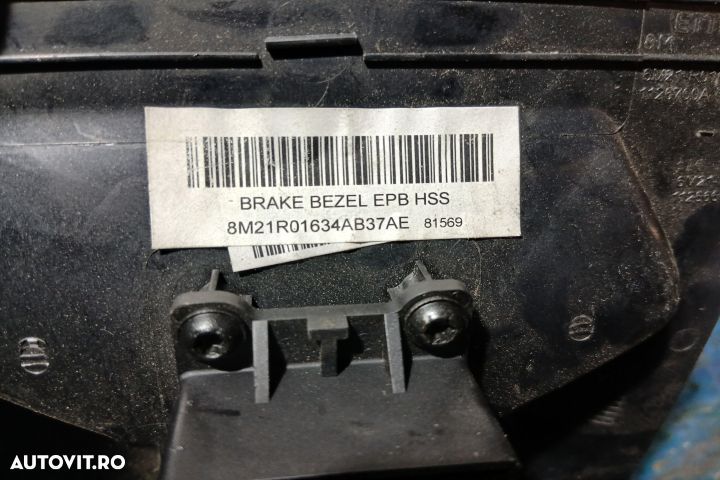 BRAKE BEZEL EPB HSS
8M21R01634AB37AE 81569
AUTOVIT.RO